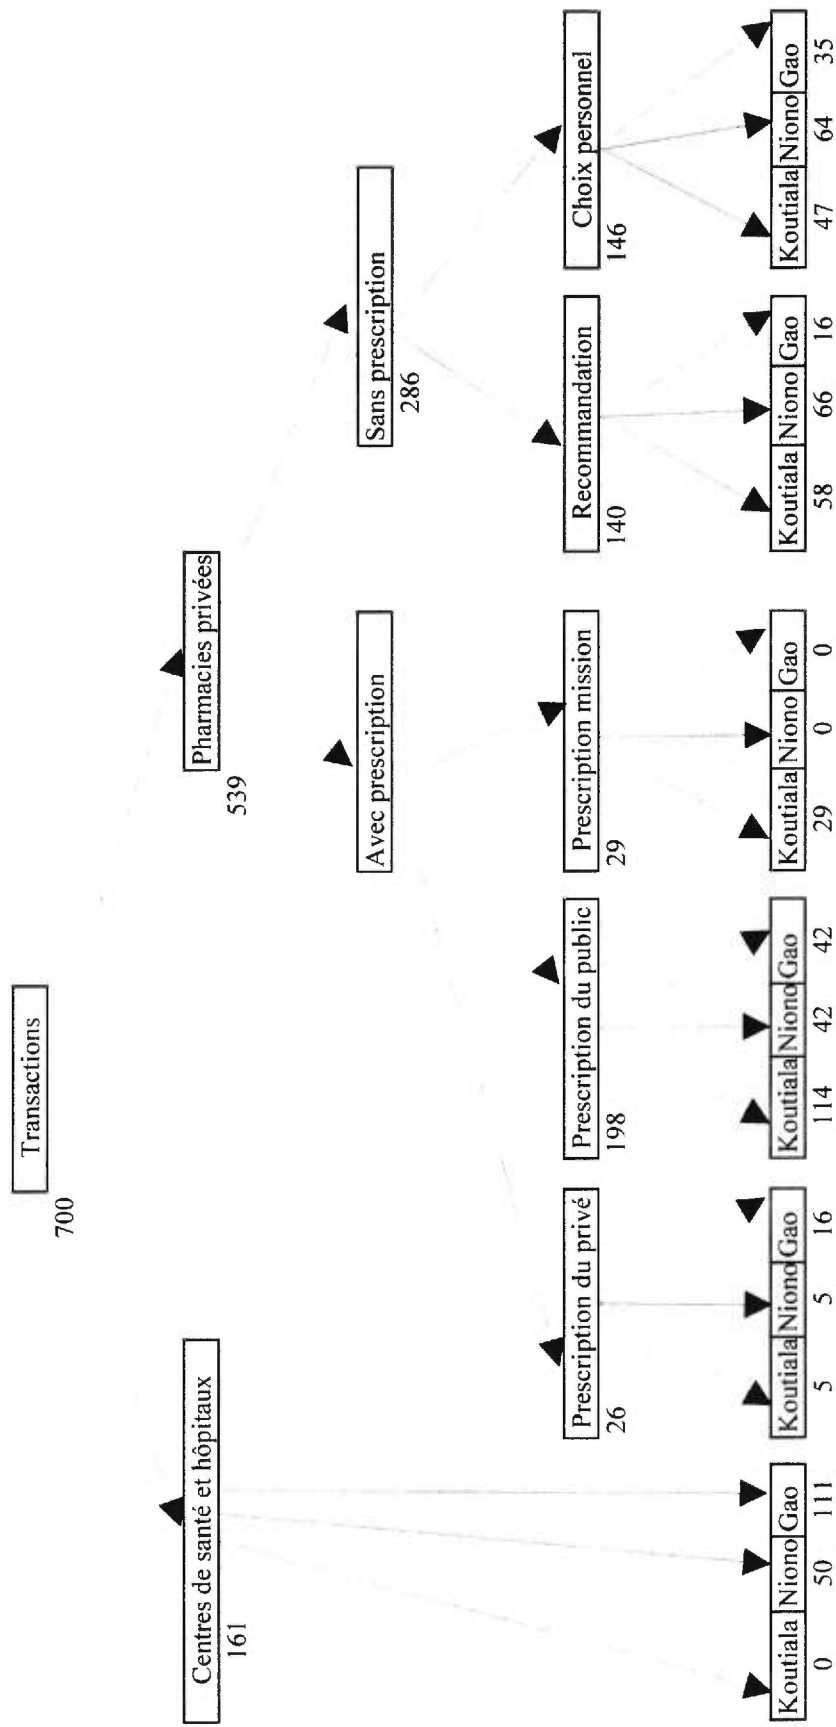 Transactions
700
Centres de santé et hôpitaux
161
Pharmacies privées
539
Avec prescription
Sans prescription
286
Prescription du privé
26
Prescription du public
198
Prescription mission
29
Recommandation
140
Choix personnel
146
Koutiala Niono Gao
0 50 111
Koutiala Niono Gao
5 5 16
Koutiala Niono Gao
114 42 42
Koutiala Niono Gao
29 0 0
Koutiala Niono Gao
58 66 16
Koutiala Niono Gao
47 64 35